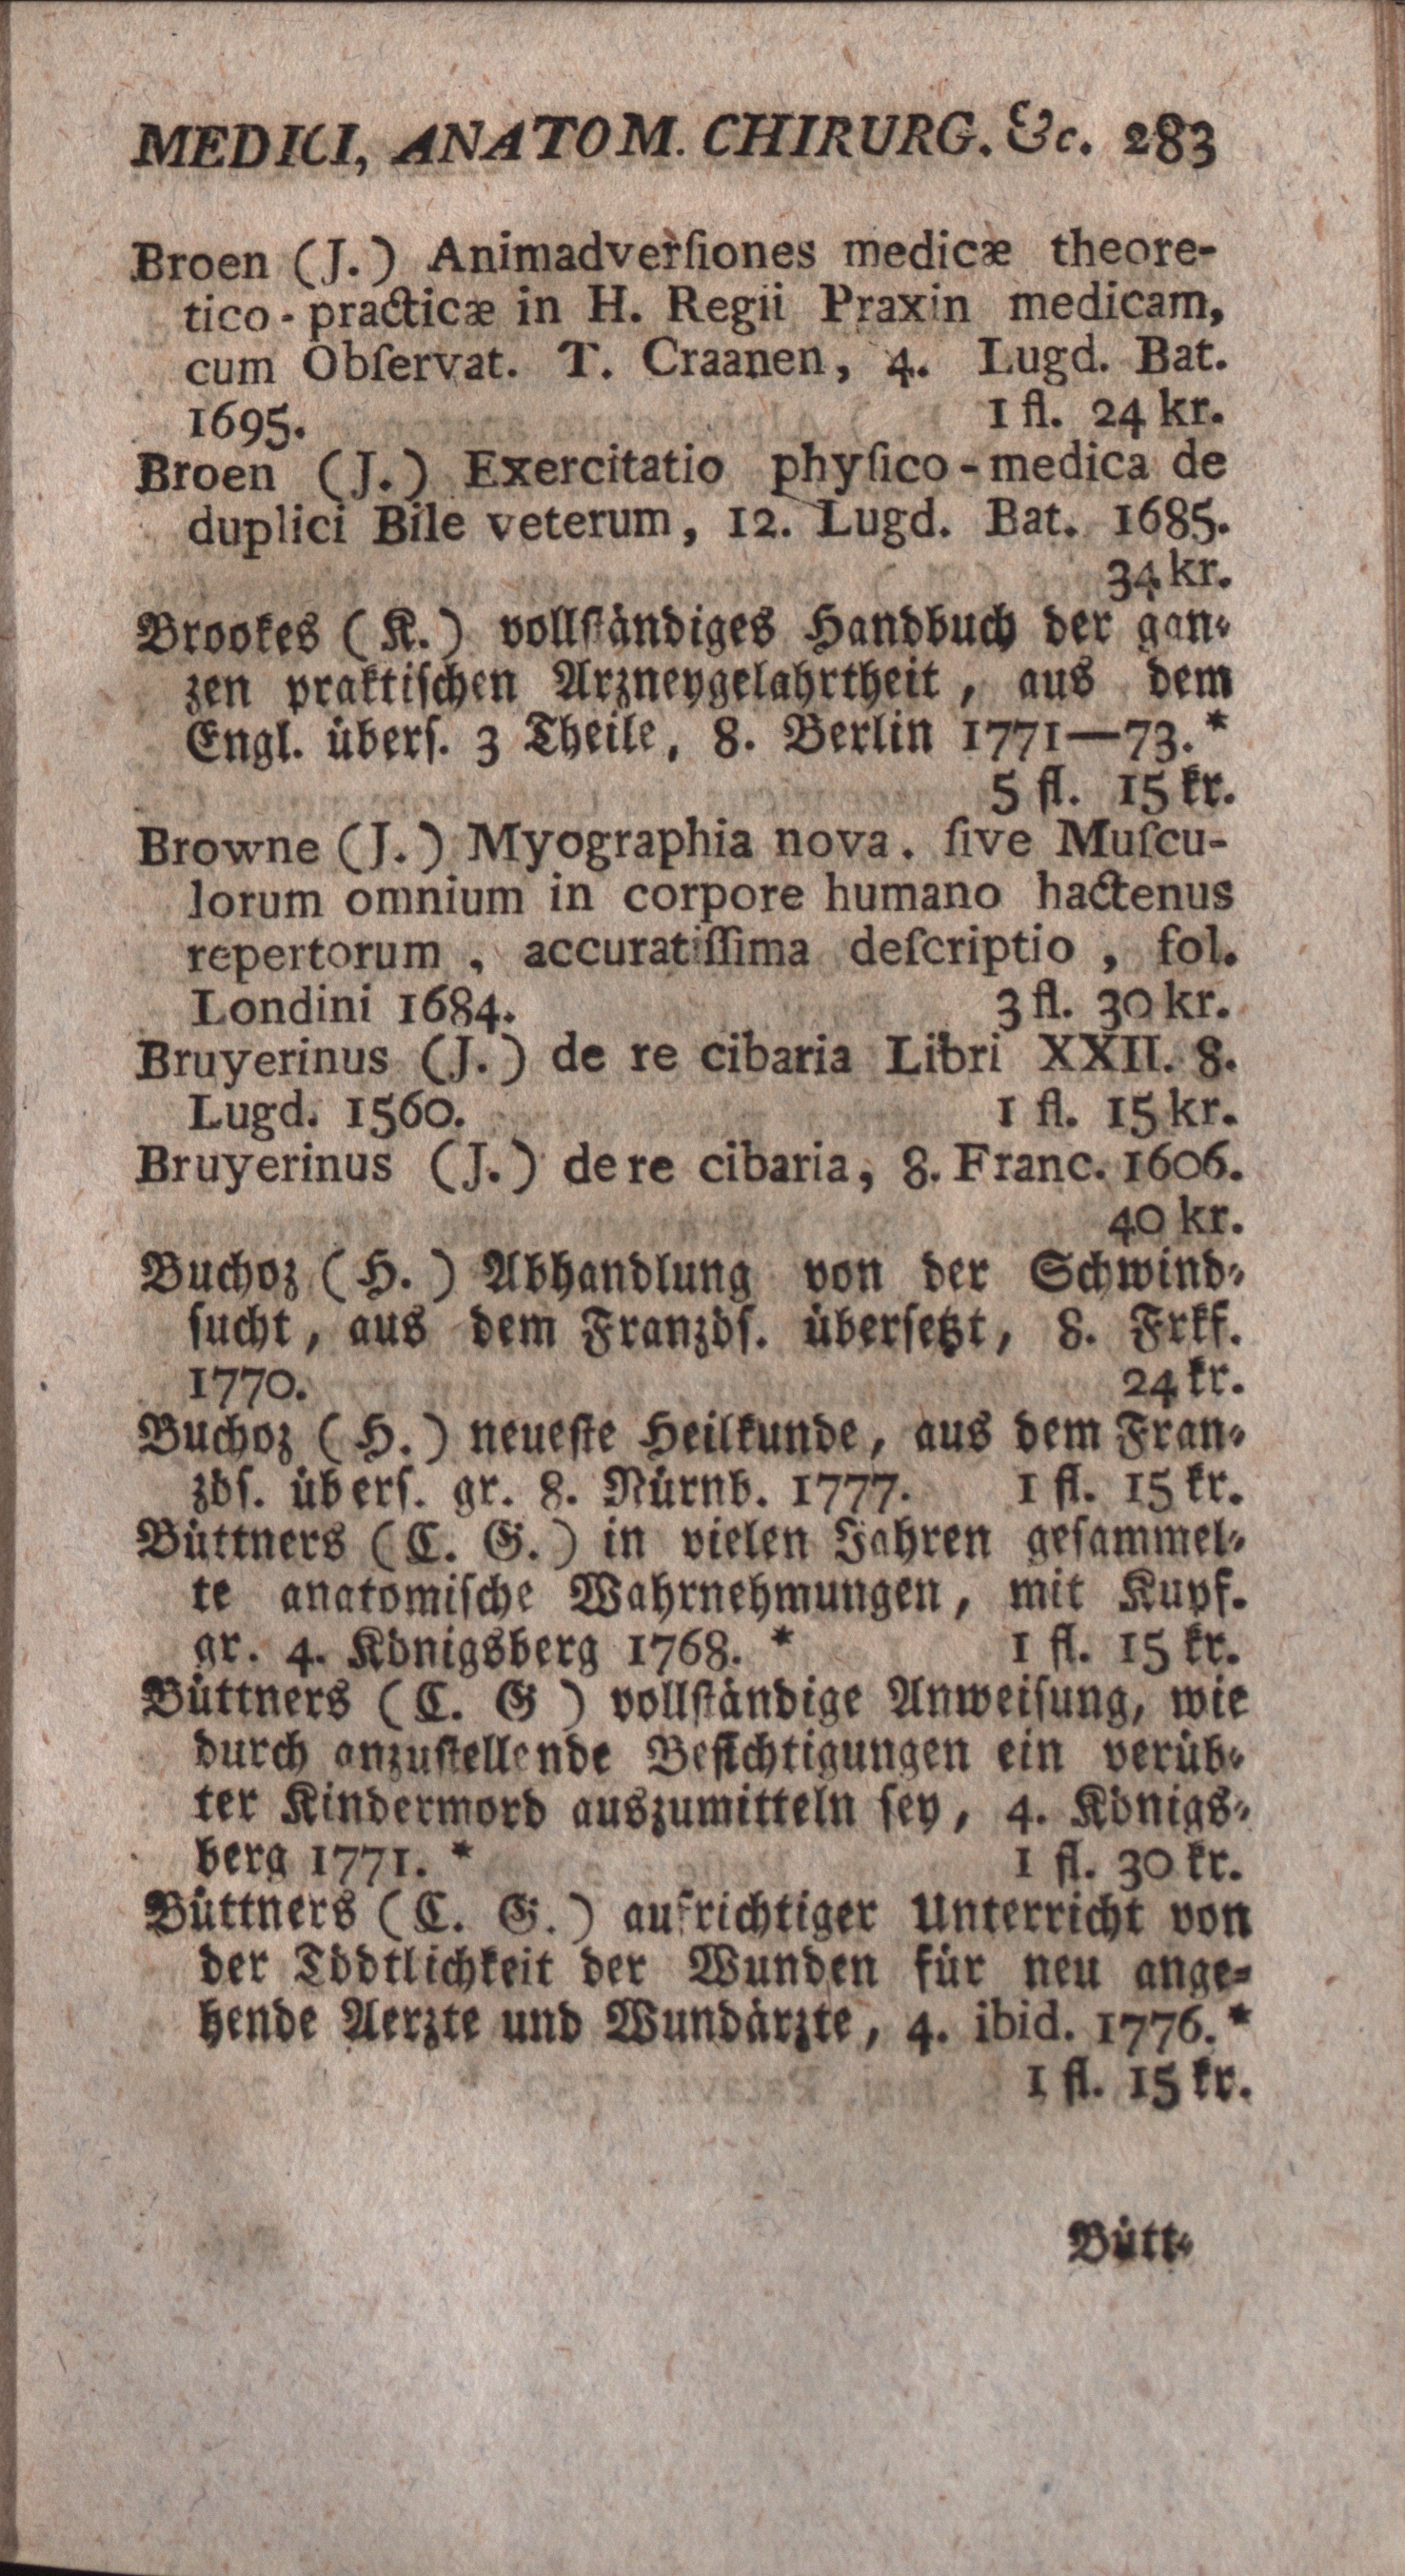 MEDICI, ANATOM. CHIRURG. &c. 283
Broen (J.) Animadverſiones medicæ theore-
tico - practicæ in H. Regii Praxin medicam,
cum Obſervat. T. Craanen, 4. Lugd. Bat.
1695. 1 fl. 24 kr.
Broen (J.) Exercitatio phyſico-medica de
duplici Bile veterum, 12. Lugd. Bat. 1685.
34 kr.
Brookes (K.) vollſtändiges Handbuch der gan-
zen praktiſchen Arzneygelahrtheit, aus dem
Engl. überſ. 3 Theile, 8. Berlin 1771—73.*
5 fl. 15 kr.
Browne (J.) Myographia nova. ſive Muſcu-
lorum omnium in corpore humano hactenus
repertorum, accuratiſſima deſcriptio, fol.
Londini 1684. 3 fl. 30 kr.
Bruyerinus (J.) de re cibaria Libri XXII. 8.
Lugd. 1560. 1 fl. 15 kr.
Bruyerinus (J.) de re cibaria, 8. Franc. 1606.
40 kr.
Buchoz (H.) Abhandlung von der Schwind-
ſucht, aus dem Franzöſ. überſetzt, 8. Frkf.
1770. 24 kr.
Buchoz (H.) neueſte Heilkunde, aus dem Fran-
zöſ. überſ. gr. 8. Nürnb. 1777. 1 fl. 15 kr.
Büttners (C. G.) in vielen Jahren geſammel-
te anatomiſche Wahrnehmungen, mit Kupf.
gr. 4. Königsberg 1768. * 1 fl. 15 kr.
Büttners (C. G) vollſtändige Anweiſung, wie
durch anzuſtellende Beſichtigungen ein verüb-
ter Kindermord auszumitteln ſey, 4. Königs-
berg 1771. * 1 fl. 30 kr.
Büttners (C. G.) aufrichtiger Unterricht von
der Tödtlichkeit der Wunden für neu ange-
hende Aerzte und Wundärzte, 4. ibid. 1776.*
1 fl. 15 kr.
Bütt-